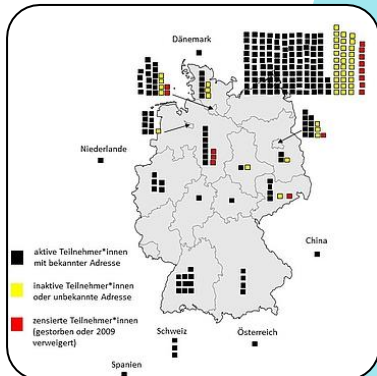 Dänemark
Niederlande
China
aktive Teilnehmer*innen
mit bekannter Adresse
inaktive Teilnehmer*innen
oder unbekannte Adresse
zensierte Teilnehmer*innen
(gestorben oder 2009
verweigert)
Schweiz
Österreich
Spanien